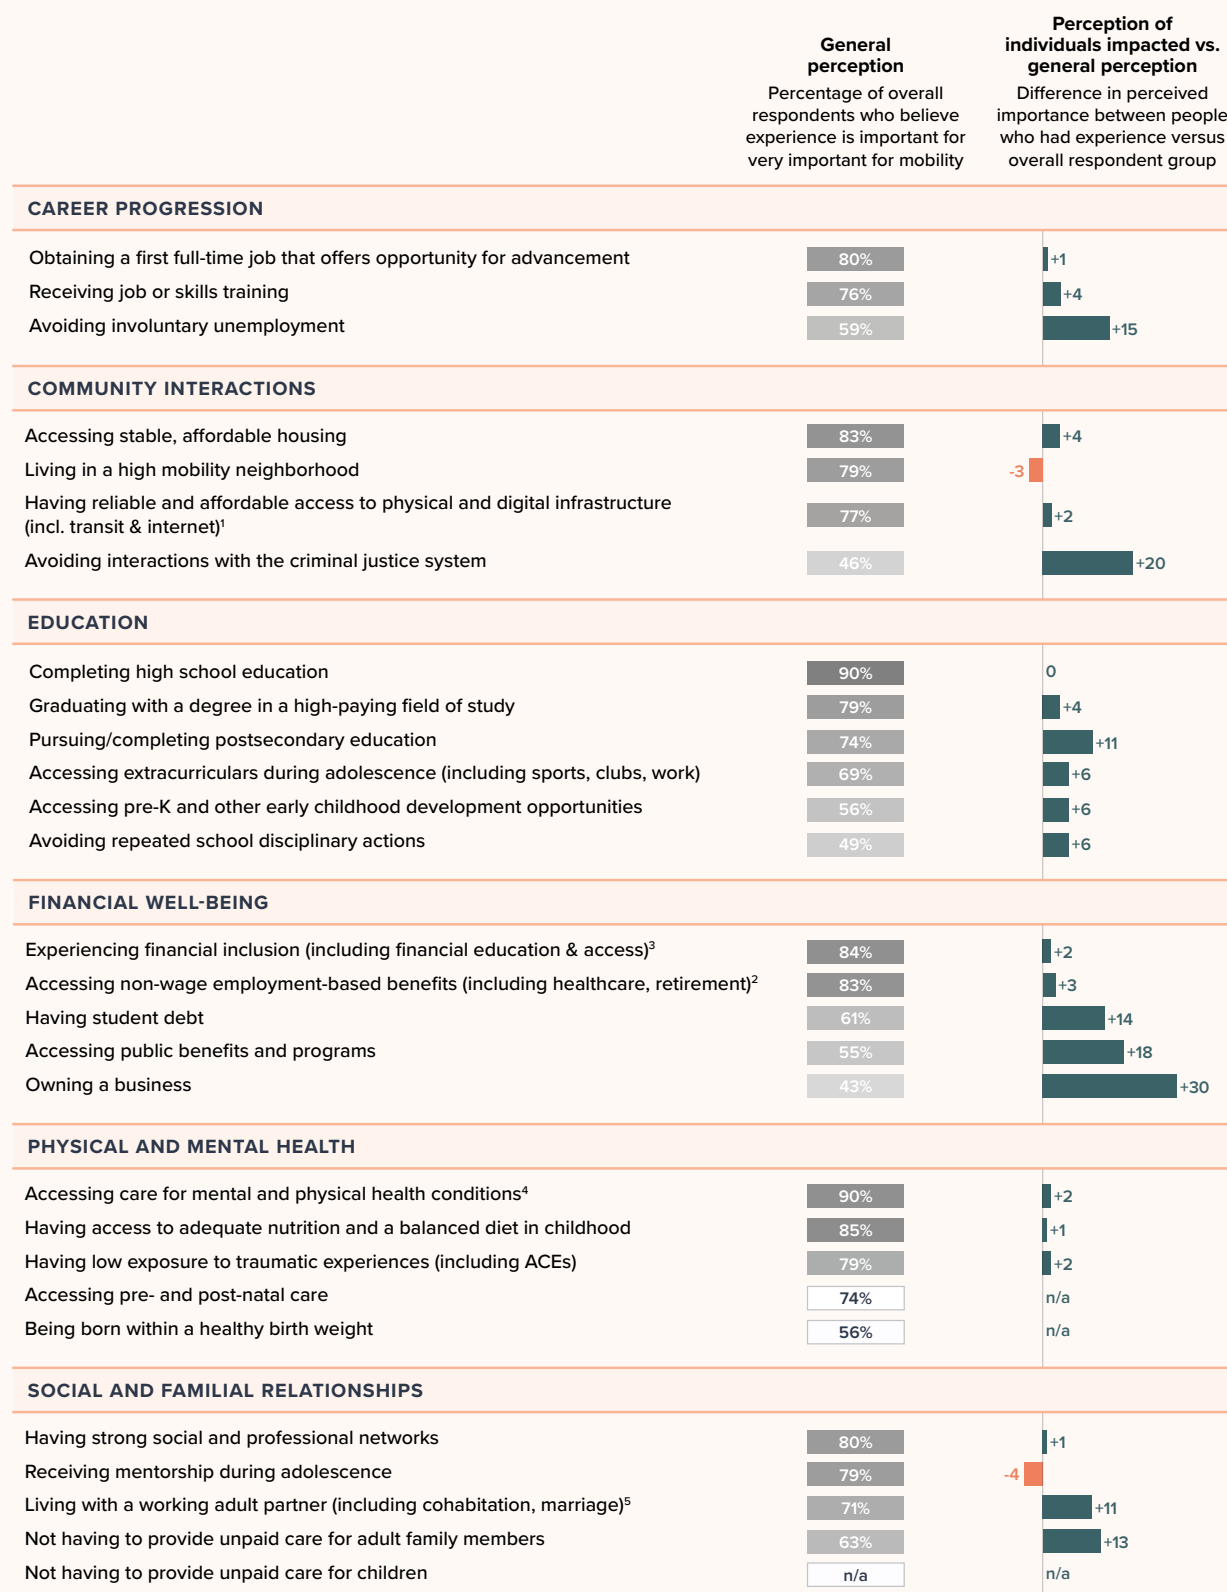 General
perception
Percentage of overall
respondents who believe
experience is important for
very important for mobility
Perception of
individuals impacted vs.
general perception
Difference in perceived
importance between people
who had experience versus
overall respondent group
CAREER PROGRESSION
Obtaining a first full-time job that offers opportunity for advancement 80% +1
Receiving job or skills training 76% +4
Avoiding involuntary unemployment 59% +15
COMMUNITY INTERACTIONS
Accessing stable, affordable housing 83% +4
Living in a high mobility neighborhood 79% -3
Having reliable and affordable access to physical and digital infrastructure
(incl. transit & internet)¹ 77% +2
Avoiding interactions with the criminal justice system 46% +20
EDUCATION
Completing high school education 90% 0
Graduating with a degree in a high-paying field of study 79% +4
Pursuing/completing postsecondary education 74% +11
Accessing extracurriculars during adolescence (including sports, clubs, work) 69% +6
Accessing pre-K and other early childhood development opportunities 56% +6
Avoiding repeated school disciplinary actions 49% +6
FINANCIAL WELL-BEING
Experiencing financial inclusion (including financial education & access)³ 84% +2
Accessing non-wage employment-based benefits (including healthcare, retirement)² 83% +3
Having student debt 61% +14
Accessing public benefits and programs 55% +18
Owning a business 43% +30
PHYSICAL AND MENTAL HEALTH
Accessing care for mental and physical health conditions⁴ 90% +2
Having access to adequate nutrition and a balanced diet in childhood 85% +1
Having low exposure to traumatic experiences (including ACEs) 79% +2
Accessing pre- and post-natal care 74% n/a
Being born within a healthy birth weight 56% n/a
SOCIAL AND FAMILIAL RELATIONSHIPS
Having strong social and professional networks 80% +1
Receiving mentorship during adolescence 79% -4
Living with a working adult partner (including cohabitation, marriage)⁵ 71% +11
Not having to provide unpaid care for adult family members 63% +13
Not having to provide unpaid care for children n/a n/a